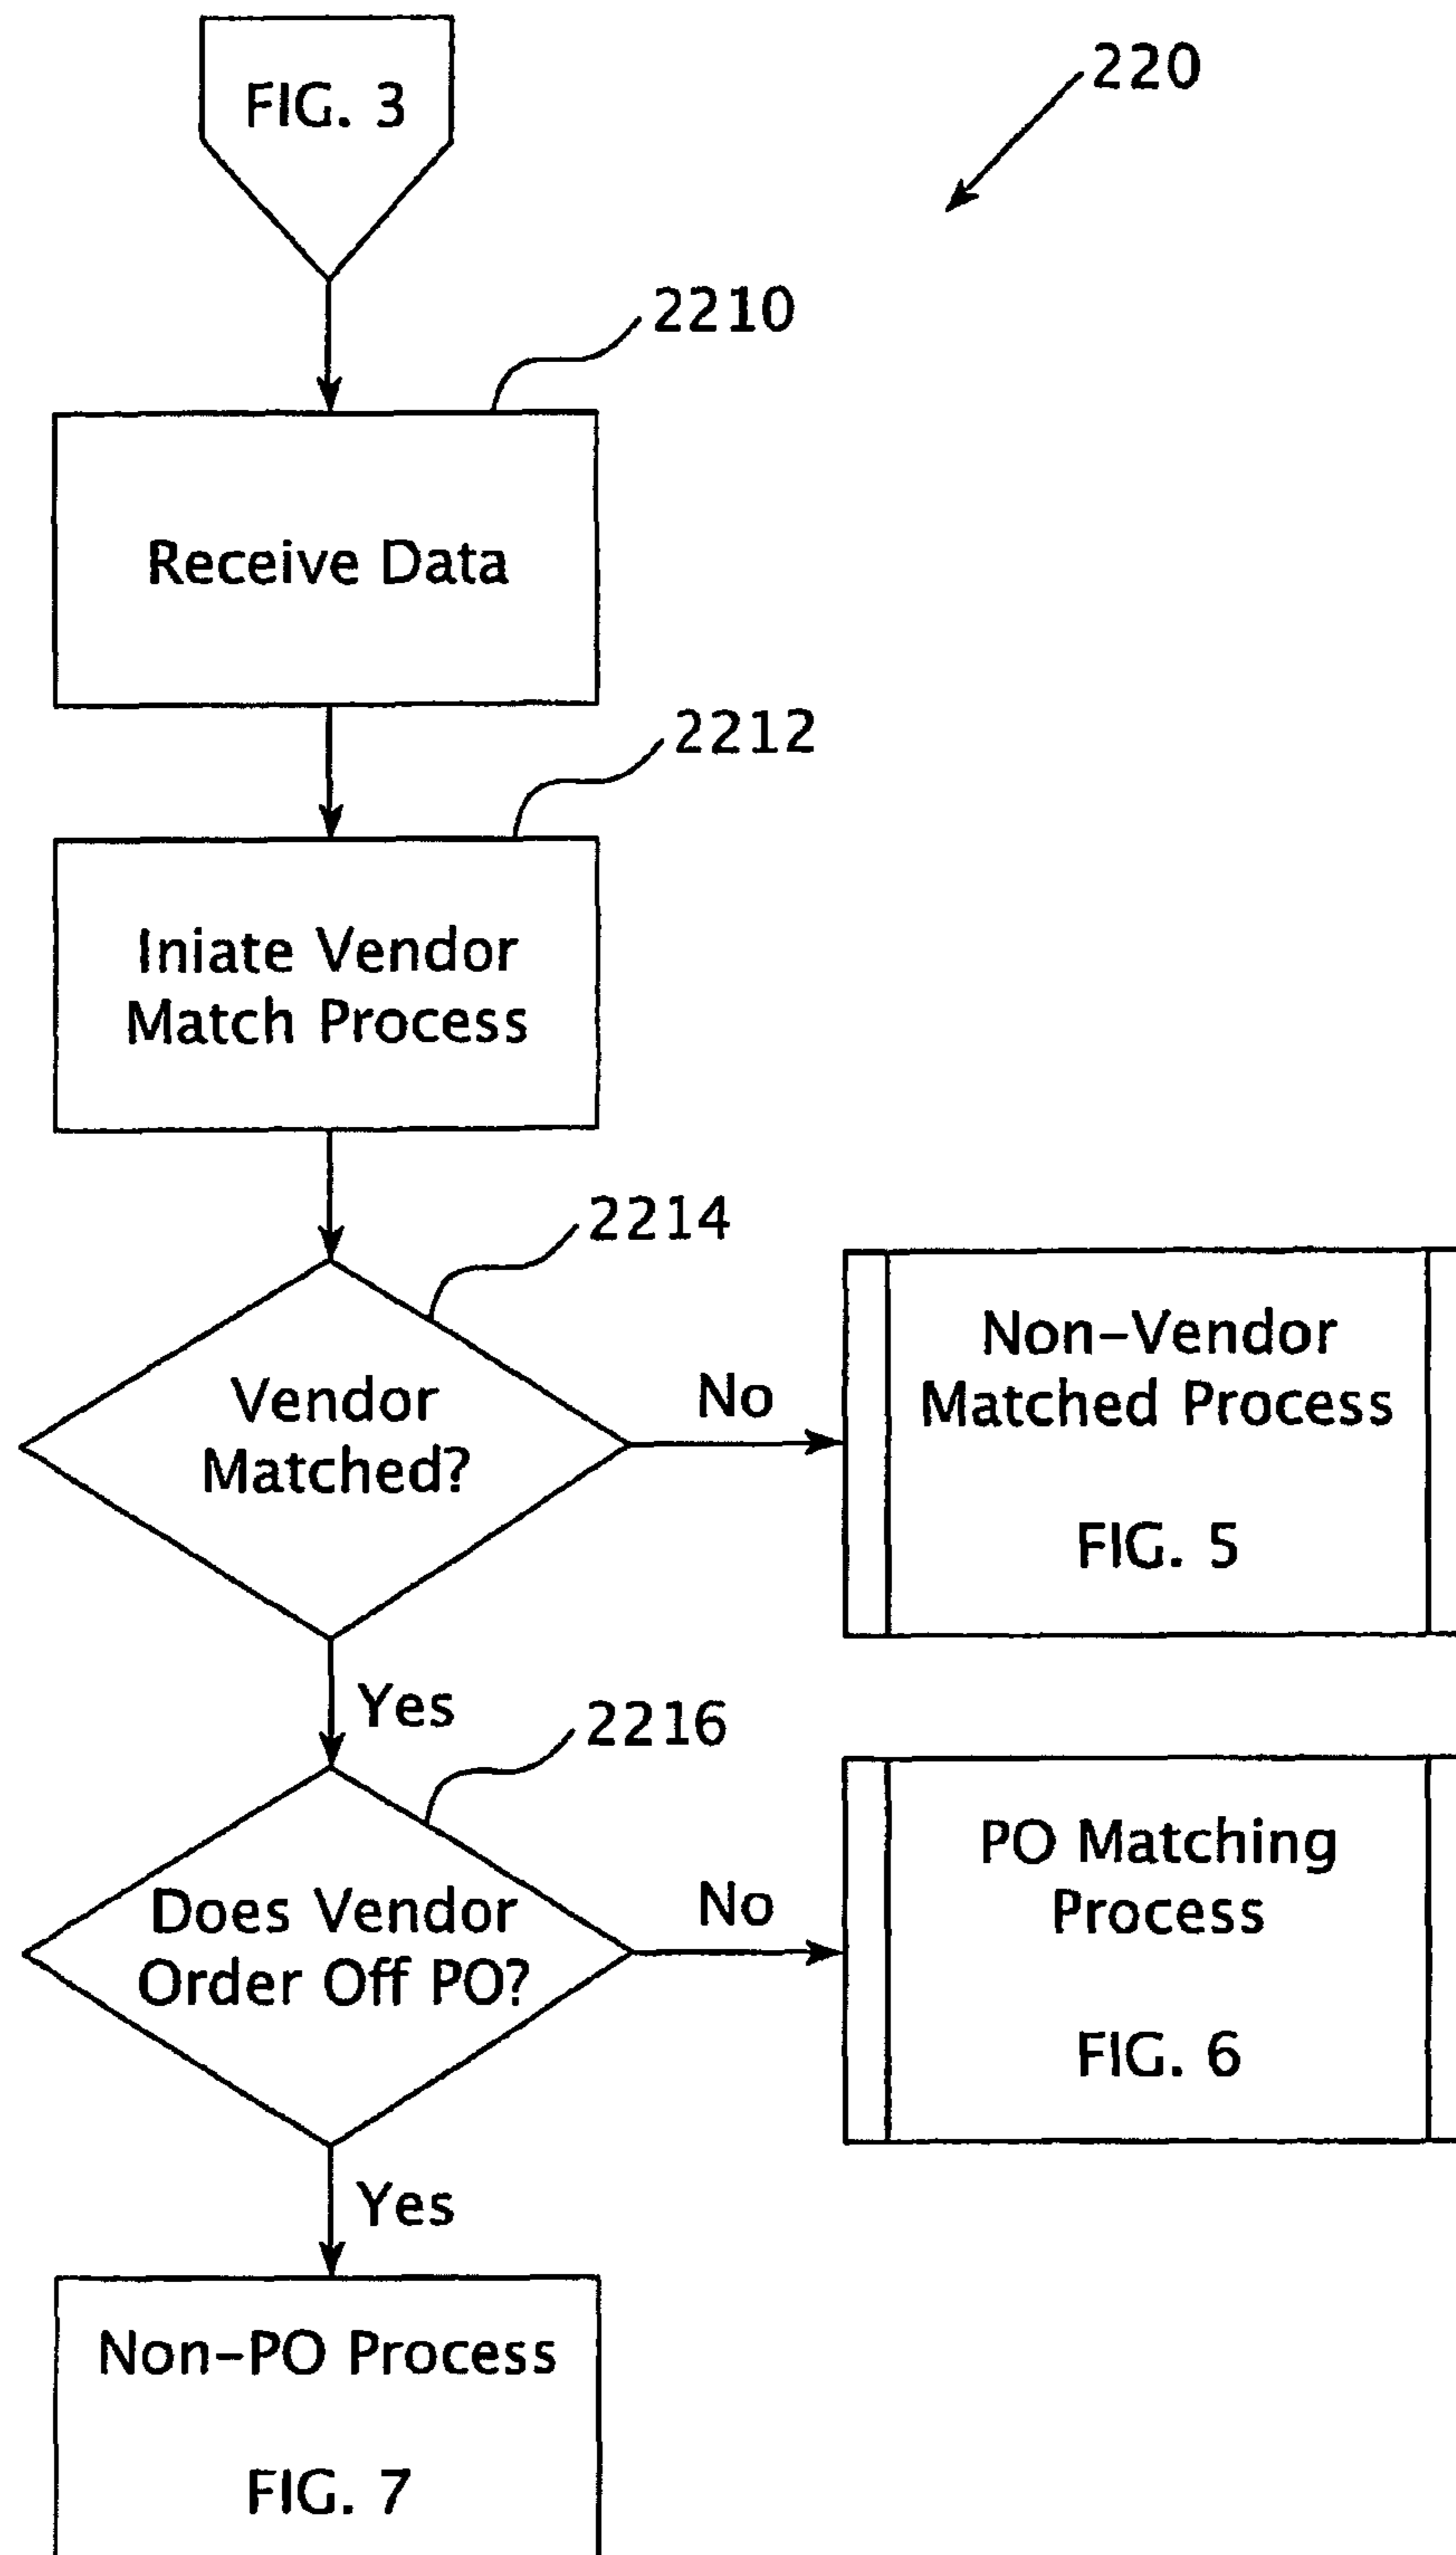 FIG. 3
220
2210
Receive Data
2212
Iniate Vendor
Match Process
2214
Vendor
Matched?
No
Non-Vendor
Matched Process
FIG. 5
Yes
2216
Does Vendor
Order Off PO?
No
PO Matching
Process
FIG. 6
Yes
Non-PO Process
FIG. 7